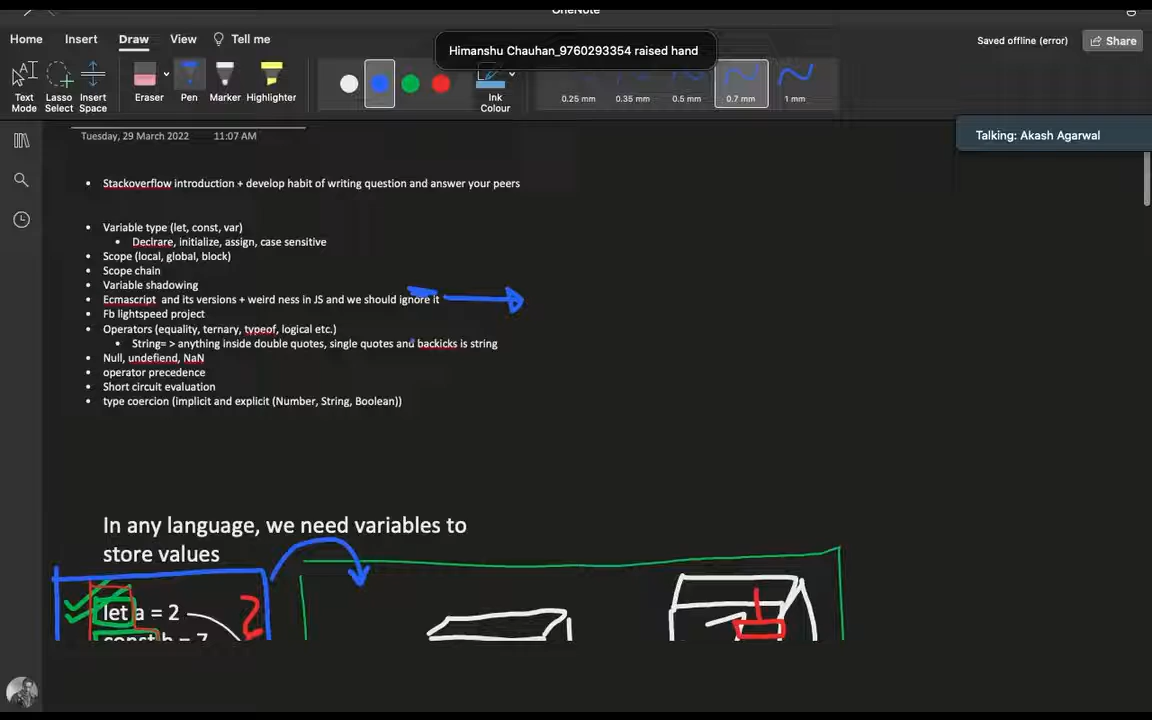 OneNote
Home Insert Draw View Tell me
Himanshu Chauhan_9760293354 raised hand
Saved offline (error) Share
Text Mode
Lasso Select
Insert Space
Eraser
Pen
Marker
Highlighter
Ink Colour
0.25 mm 0.35 mm 0.5 mm 0.7 mm 1 mm
Talking: Akash Agarwal
Tuesday, 29 March 2022 11:07 AM
• Stackoverflow introduction + develop habit of writing question and answer your peers
• Variable type (let, const, var)
• Declrare, initialize, assign, case sensitive
• Scope (local, global, block)
• Scope chain
• Variable shadowing
• Ecmascript and its versions + weird ness in JS and we should ignore it
• Fb lightspeed project
• Operators (equality, ternary, typeof, logical etc.)
• String= > anything inside double quotes, single quotes and backicks is string
• Null, undefiend, NaN
• operator precedence
• Short circuit evaluation
• type coercion (implicit and explicit (Number, String, Boolean))
In any language, we need variables to
store values
let a = 2
const b = 7